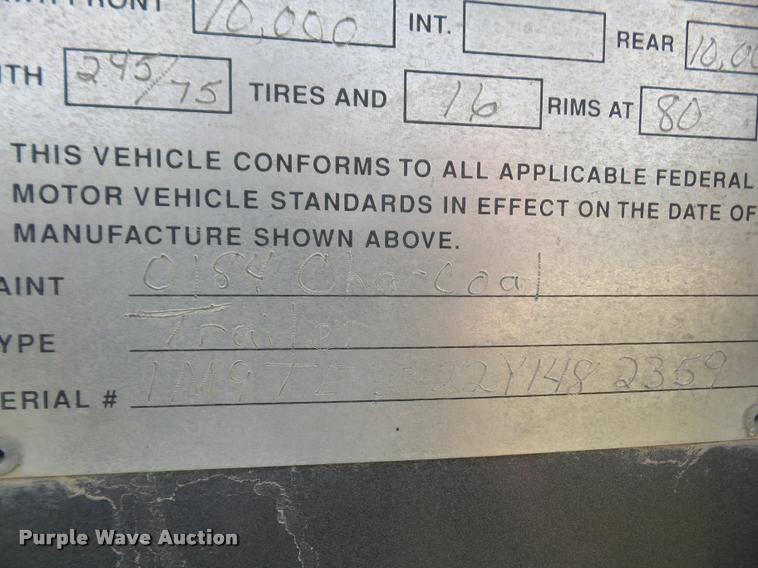 FRONT 10,000 INT. REAR 10,00
ITH 245/75 TIRES AND 16 RIMS AT 80
THIS VEHICLE CONFORMS TO ALL APPLICABLE FEDERAL
MOTOR VEHICLE STANDARDS IN EFFECT ON THE DATE OF
MANUFACTURE SHOWN ABOVE.
AINT C184 Charcoal
YPE Trailer
ERIAL #
Purple Wave Auction